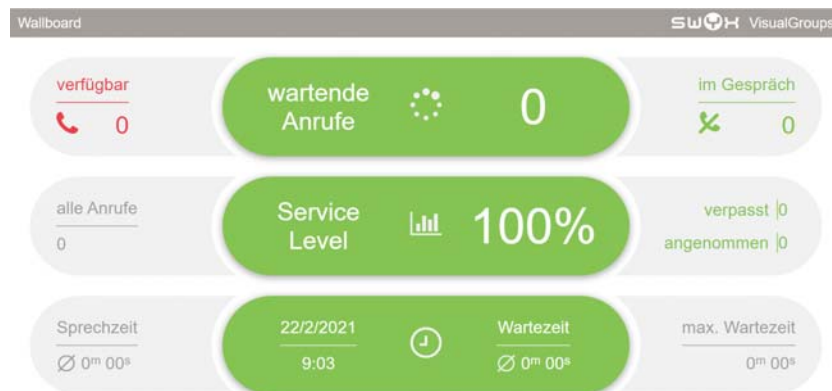 Wallboard
SWYX VisualGroups
verfügbar
0
wartende
Anrufe
0
im Gespräch
0
alle Anrufe
0
Service
Level
100%
verpasst |0
angenommen |0
Sprechzeit
Ø 0m 00s
22/2/2021
9:03
Wartezeit
Ø 0m 00s
max. Wartezeit
0m 00s